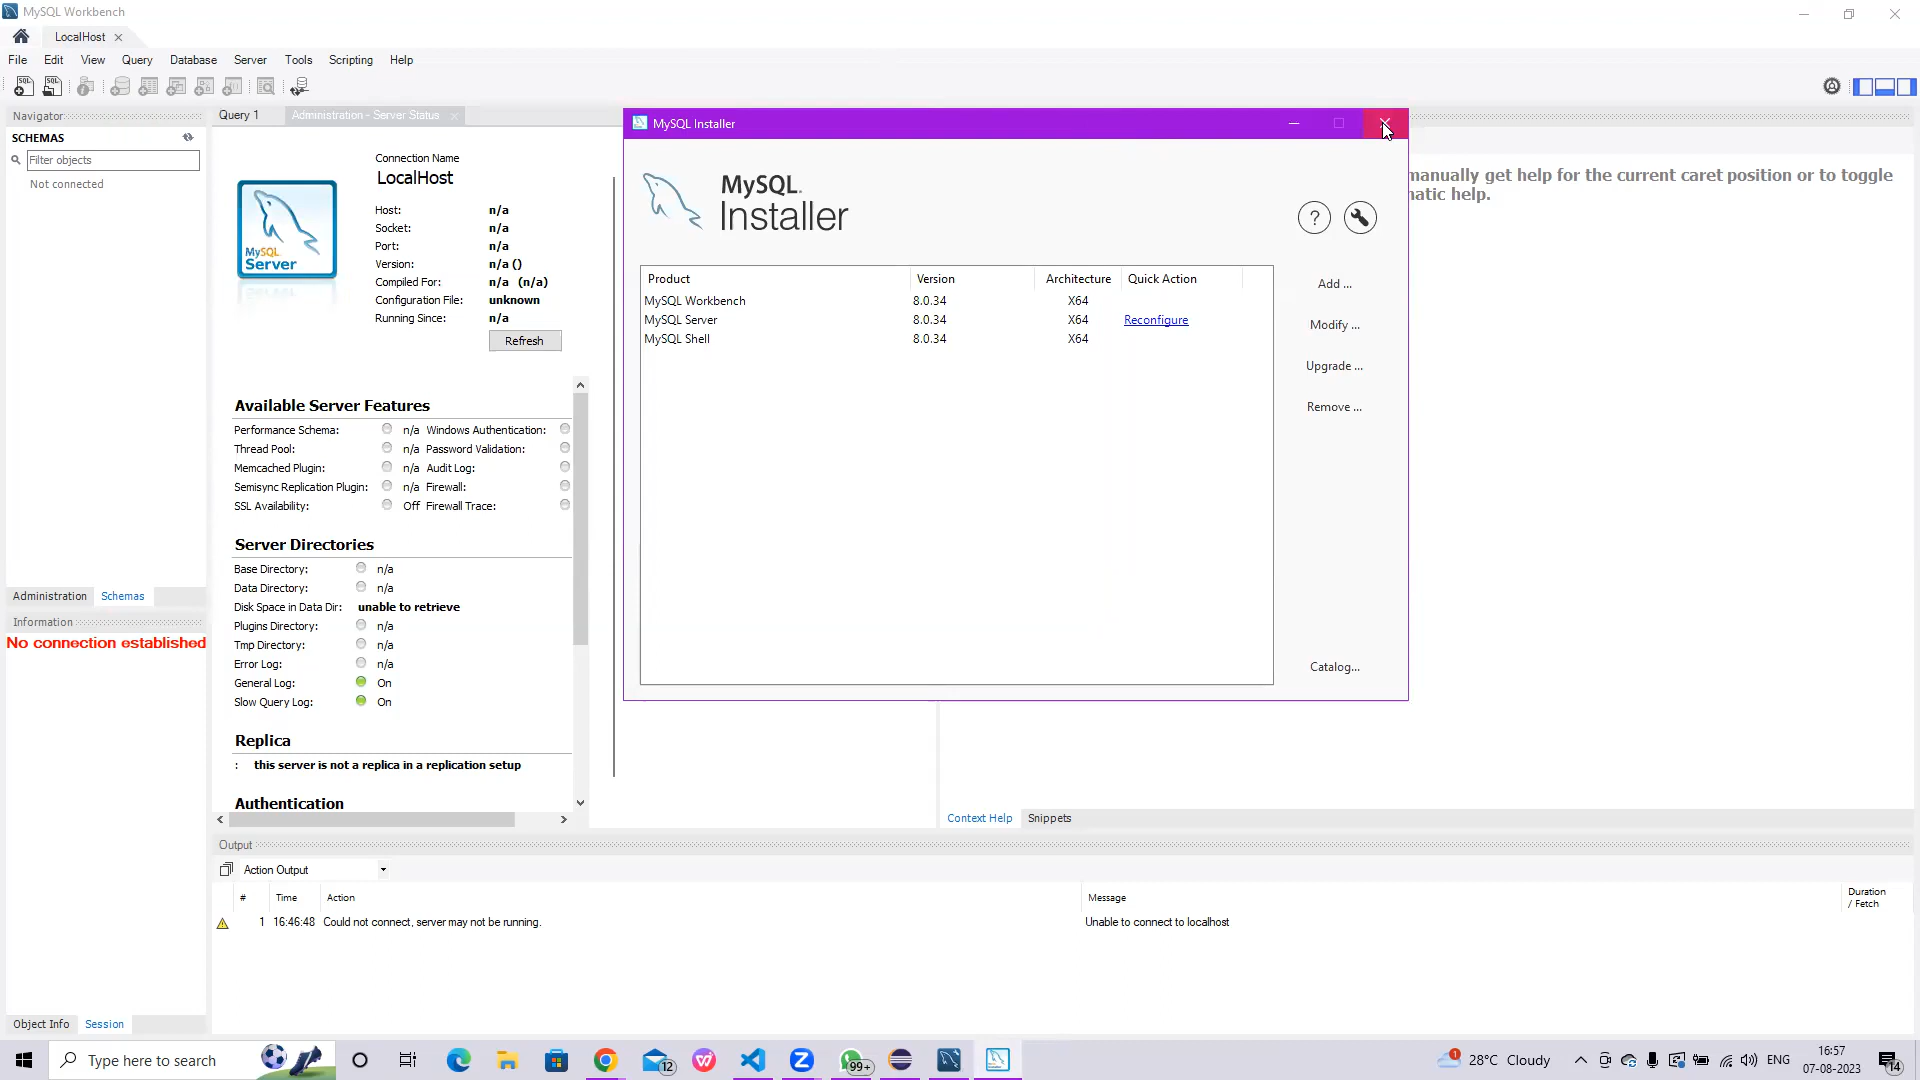 MySQL Workbench
LocalHost
File Edit View Query Database Server Tools Scripting Help
Navigator
SCHEMAS
Filter objects
Not connected
Administration Schemas
Information
No connection established
Object Info Session
Query 1 Administration - Server Status
MySQL Server
Connection Name
LocalHost
Host: n/a
Socket: n/a
Port: n/a
Version: n/a ()
Compiled For: n/a (n/a)
Configuration File: unknown
Running Since: n/a
Refresh
Available Server Features
Performance Schema: n/a Windows Authentication:
Thread Pool: n/a Password Validation:
Memcached Plugin: n/a Audit Log:
Semisync Replication Plugin: n/a Firewall:
SSL Availability: Off Firewall Trace:
Server Directories
Base Directory: n/a
Data Directory: n/a
Disk Space in Data Dir: unable to retrieve
Plugins Directory: n/a
Tmp Directory: n/a
Error Log: n/a
General Log: On
Slow Query Log: On
Replica
: this server is not a replica in a replication setup
Authentication
MySQL Installer
MySQL.
Installer
?
Product Version Architecture Quick Action
MySQL Workbench 8.0.34 X64
MySQL Server 8.0.34 X64 Reconfigure
MySQL Shell 8.0.34 X64
Add ...
Modify ...
Upgrade ...
Remove ...
Catalog...
manually get help for the current caret position or to toggle
natic help.
Context Help Snippets
Output
Action Output
# Time Action Message Duration / Fetch
1 16:46:48 Could not connect, server may not be running. Unable to connect to localhost
Type here to search
12
99+
1 28°C Cloudy
ENG
16:57
07-08-2023
14